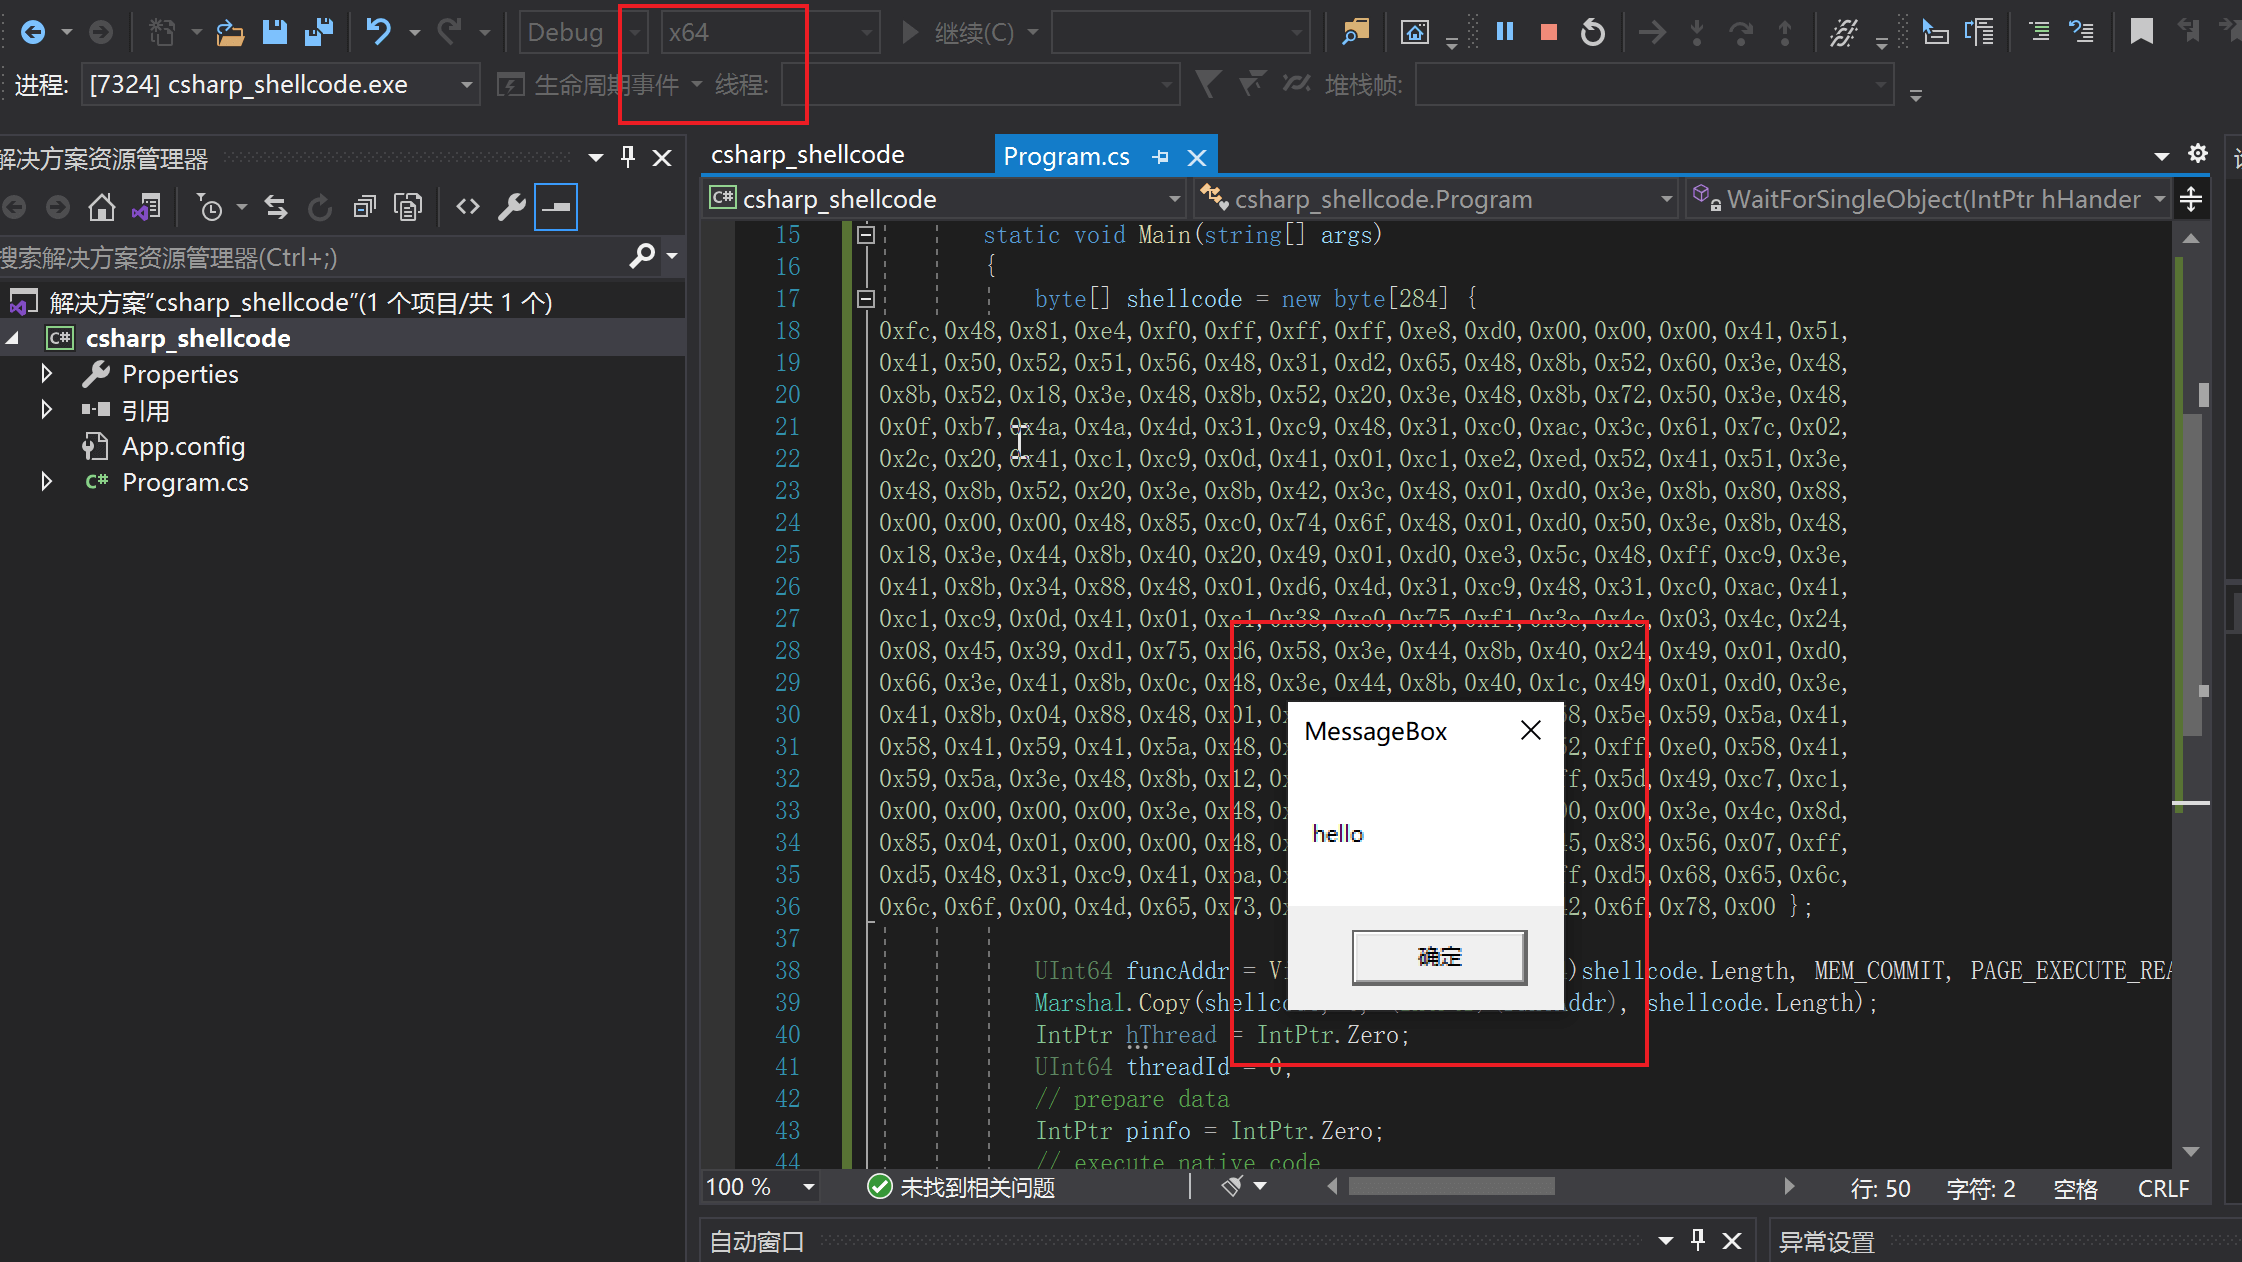 Debug x64 继续(C)
进程: [7324] csharp_shellcode.exe 生命周期事件 线程: 堆栈帧:
解决方案资源管理器
搜索解决方案资源管理器(Ctrl+;)
解决方案“csharp_shellcode”(1 个项目/共 1 个)
C# csharp_shellcode
Properties
引用
App.config
C# Program.cs
csharp_shellcode Program.cs
C# csharp_shellcode csharp_shellcode.Program WaitForSingleObject(IntPtr hHander
15 static void Main(string[] args)
16 {
17 byte[] shellcode = new byte[284] {
18 0xfc,0x48,0x81,0xe4,0xf0,0xff,0xff,0xff,0xe8,0xd0,0x00,0x00,0x00,0x41,0x51,
19 0x41,0x50,0x52,0x51,0x56,0x48,0x31,0xd2,0x65,0x48,0x8b,0x52,0x60,0x3e,0x48,
20 0x8b,0x52,0x18,0x3e,0x48,0x8b,0x52,0x20,0x3e,0x48,0x8b,0x72,0x50,0x3e,0x48,
21 0x0f,0xb7,0x4a,0x4a,0x4d,0x31,0xc9,0x48,0x31,0xc0,0xac,0x3c,0x61,0x7c,0x02,
22 0x2c,0x20,0x41,0xc1,0xc9,0x0d,0x41,0x01,0xc1,0xe2,0xed,0x52,0x41,0x51,0x3e,
23 0x48,0x8b,0x52,0x20,0x3e,0x8b,0x42,0x3c,0x48,0x01,0xd0,0x3e,0x8b,0x80,0x88,
24 0x00,0x00,0x00,0x48,0x85,0xc0,0x74,0x6f,0x48,0x01,0xd0,0x50,0x3e,0x8b,0x48,
25 0x18,0x3e,0x44,0x8b,0x40,0x20,0x49,0x01,0xd0,0xe3,0x5c,0x48,0xff,0xc9,0x3e,
26 0x41,0x8b,0x34,0x88,0x48,0x01,0xd6,0x4d,0x31,0xc9,0x48,0x31,0xc0,0xac,0x41,
27 0xc1,0xc9,0x0d,0x41,0x01,0xc1,0x38,0xe0,0x75,0xf1,0x3e,0x4c,0x03,0x4c,0x24,
28 0x08,0x45,0x39,0xd1,0x75,0xd6,0x58,0x3e,0x44,0x8b,0x40,0x24,0x49,0x01,0xd0,
29 0x66,0x3e,0x41,0x8b,0x0c,0x48,0x3e,0x44,0x8b,0x40,0x1c,0x49,0x01,0xd0,0x3e,
30 0x41,0x8b,0x04,0x88,0x48,0x01,0 8,0x5e,0x59,0x5a,0x41,
31 0x58,0x41,0x59,0x41,0x5a,0x48,0 2,0xff,0xe0,0x58,0x41,
32 0x59,0x5a,0x3e,0x48,0x8b,0x12,0 f,0x5d,0x49,0xc7,0xc1,
33 0x00,0x00,0x00,0x00,0x3e,0x48,0 0,0x00,0x3e,0x4c,0x8d,
34 0x85,0x04,0x01,0x00,0x00,0x48,0 5,0x83,0x56,0x07,0xff,
35 0xd5,0x48,0x31,0xc9,0x41,0xba,0 f,0xd5,0x68,0x65,0x6c,
36 0x6c,0x6f,0x00,0x4d,0x65,0x73,0 2,0x6f,0x78,0x00 };
37
38 UInt64 funcAddr = Vi )shellcode.Length, MEM_COMMIT, PAGE_EXECUTE_REA
39 Marshal.Copy(shellco ddr), shellcode.Length);
40 IntPtr hThread = IntPtr.Zero;
41 UInt64 threadId = 0;
42 // prepare data
43 IntPtr pinfo = IntPtr.Zero;
44 // execute native code
MessageBox
hello
确定
100 % 未找到相关问题 行: 50 字符: 2 空格 CRLF
自动窗口 异常设置